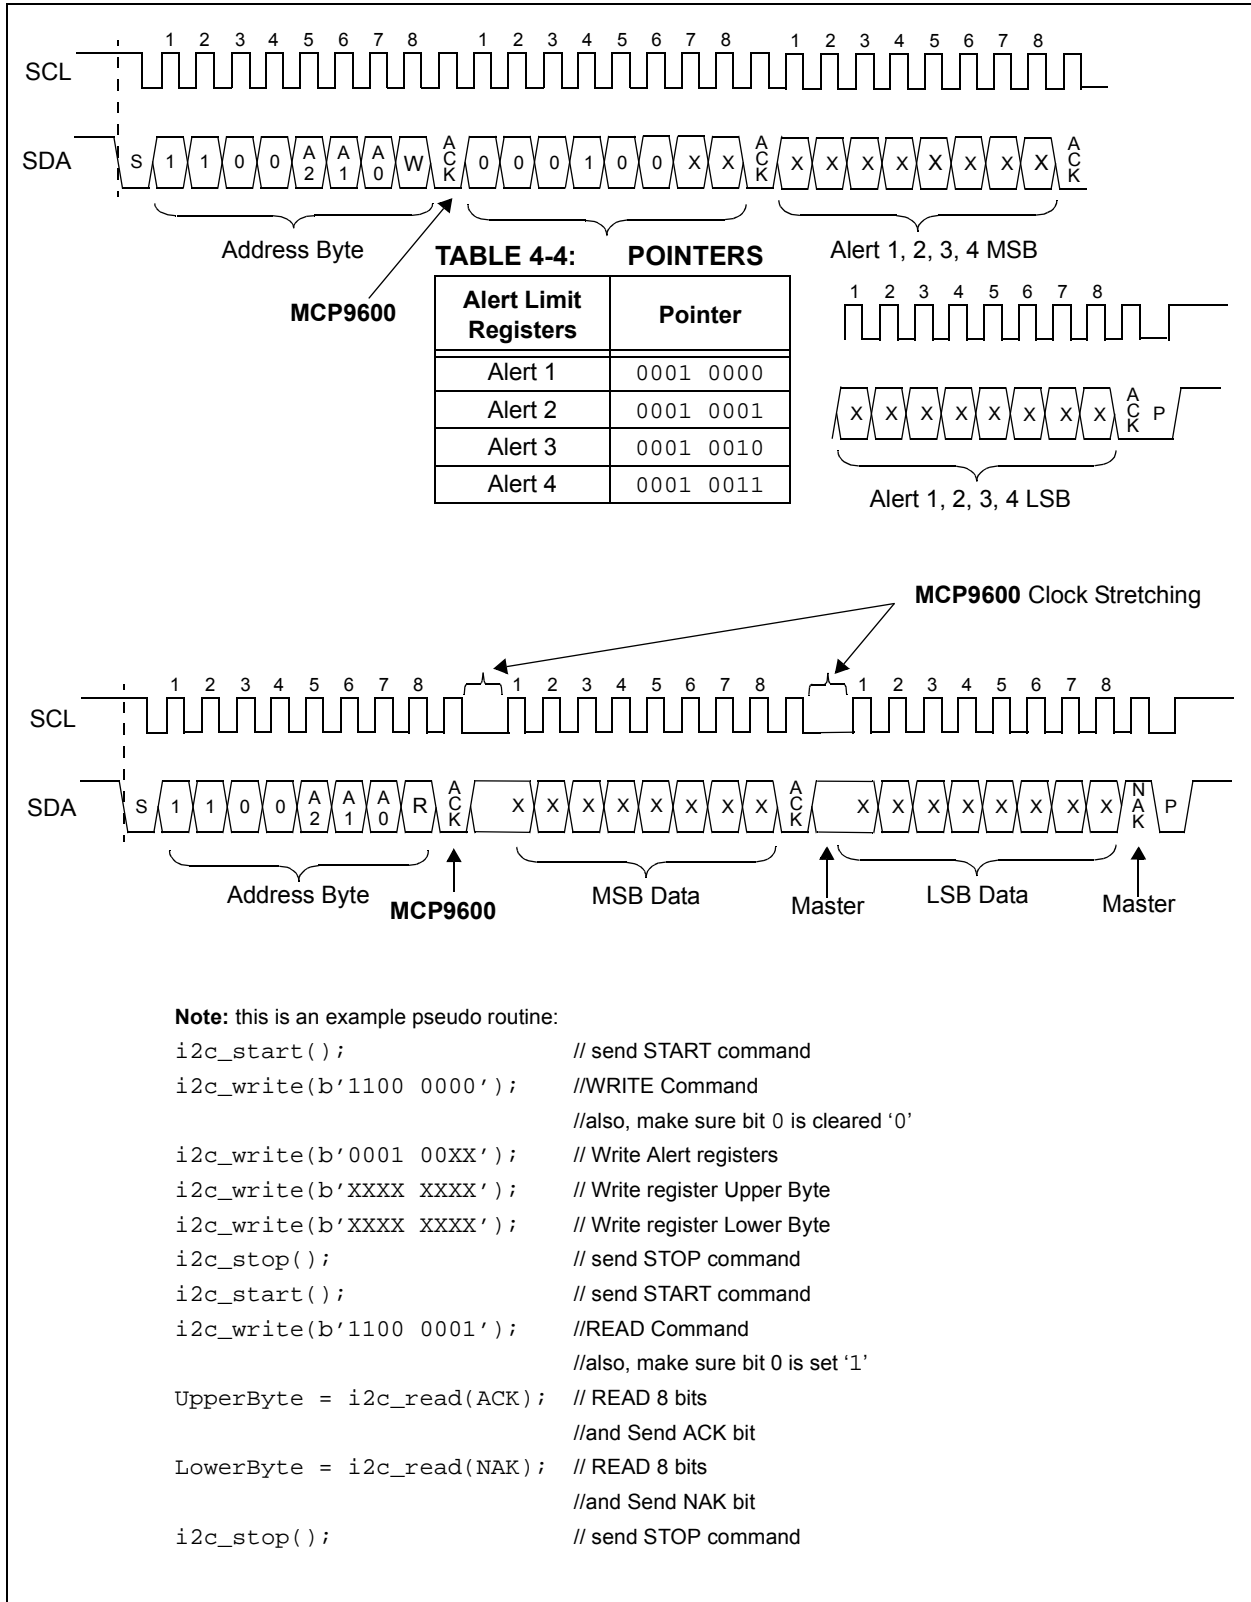 1 2 3 4 5 6 7 8 1 2 3 4 5 6 7 8 1 2 3 4 5 6 7 8
SCL
SDA S 1 1 0 0 A2 A1 A0 W ACK 0 0 0 1 0 0 X X ACK X X X X X X X X ACK
Address Byte
MCP9600
TABLE 4-4: POINTERS
Alert Limit Registers Pointer
Alert 1 0001 0000
Alert 2 0001 0001
Alert 3 0001 0010
Alert 4 0001 0011
Alert 1, 2, 3, 4 MSB
1 2 3 4 5 6 7 8
X X X X X X X X ACK P
Alert 1, 2, 3, 4 LSB
MCP9600 Clock Stretching
1 2 3 4 5 6 7 8 1 2 3 4 5 6 7 8 1 2 3 4 5 6 7 8
SCL
SDA S 1 1 0 0 A2 A1 A0 R ACK X X X X X X X X ACK X X X X X X X X NAK P
Address Byte MCP9600 MSB Data Master LSB Data Master
Note: this is an example pseudo routine:
i2c_start(); // send START command
i2c_write(b'1100 0000'); //WRITE Command
//also, make sure bit 0 is cleared ‘0’
i2c_write(b'0001 00XX'); // Write Alert registers
i2c_write(b'XXXX XXXX'); // Write register Upper Byte
i2c_write(b'XXXX XXXX'); // Write register Lower Byte
i2c_stop(); // send STOP command
i2c_start(); // send START command
i2c_write(b'1100 0001'); //READ Command
//also, make sure bit 0 is set ‘1’
UpperByte = i2c_read(ACK); // READ 8 bits
//and Send ACK bit
LowerByte = i2c_read(NAK); // READ 8 bits
//and Send NAK bit
i2c_stop(); // send STOP command